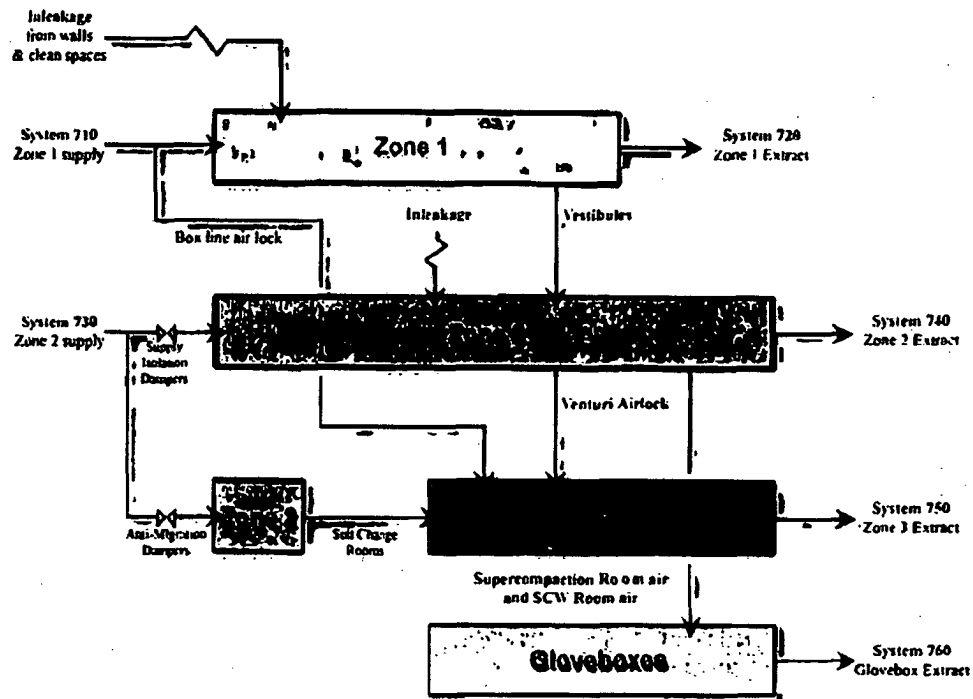 Inleakage
from walls
& clean spaces
System 710
Zone 1 supply
Zone 1
System 720
Zone 1 Extract
Box line air lock
Inleakage
Vestibules
System 730
Zone 2 supply
Supply
Isolation
Dampers
System 740
Zone 2 Extract
Venturi Airlock
Anti-Migration
Dampers
Change
Rooms
System 750
Zone 3 Extract
Supercompaction Room air
and SCW Room air
Gloveboxes
System 760
Glovebox Extract